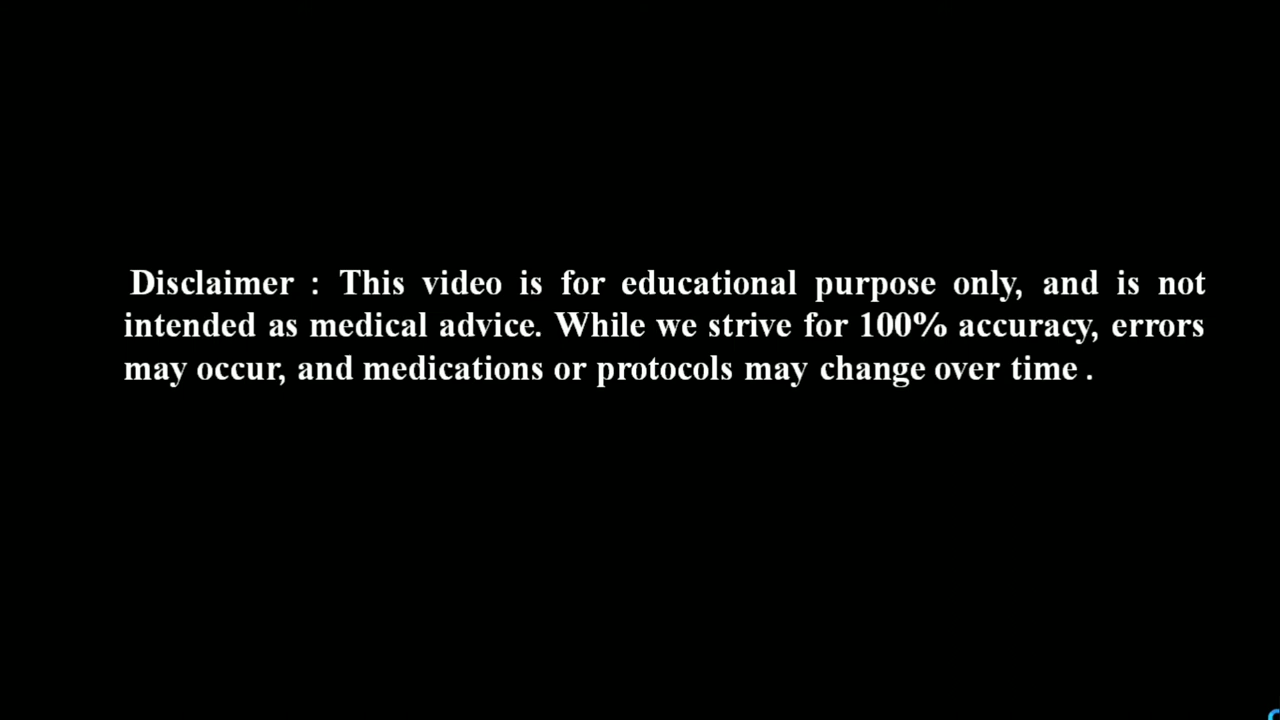 Disclaimer : This video is for educational purpose only, and is not
intended as medical advice. While we strive for 100% accuracy, errors
may occur, and medications or protocols may change over time .